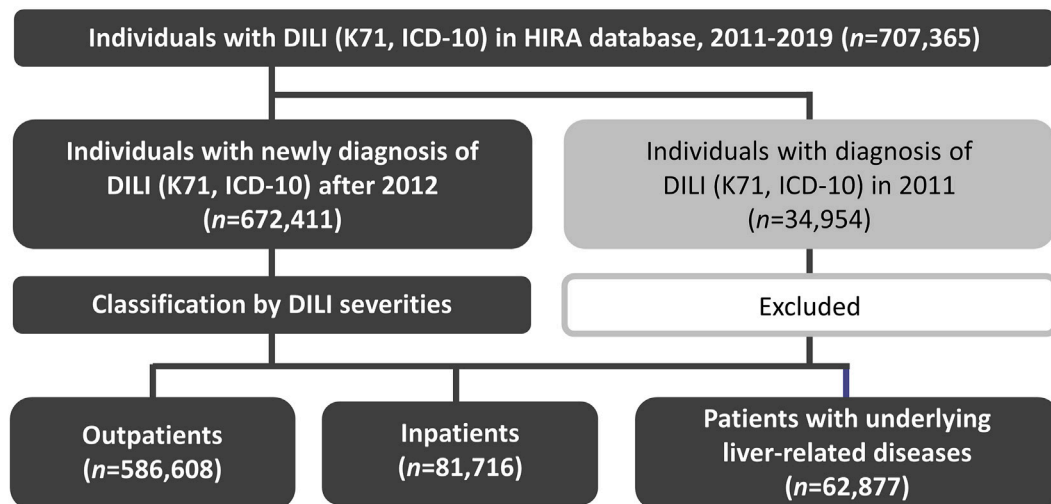 Individuals with DILI (K71, ICD-10) in HIRA database, 2011-2019 (n=707,365)
Individuals with newly diagnosis of
DILI (K71, ICD-10) after 2012
(n=672,411)
Individuals with diagnosis of
DILI (K71, ICD-10) in 2011
(n=34,954)
Classification by DILI severities
Excluded
Outpatients
(n=586,608)
Inpatients
(n=81,716)
Patients with underlying
liver-related diseases
(n=62,877)